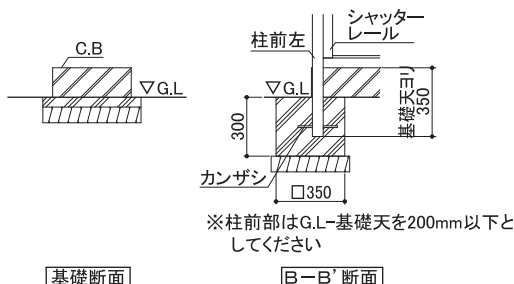 シャッター
レール
C.B
柱前左
▽G.L
▽G.L
300
基礎天ヨリ
350
カンザシ
□350
※柱前部はG.L-基礎天を200mm以下と
してください
基礎断面
B-B'断面